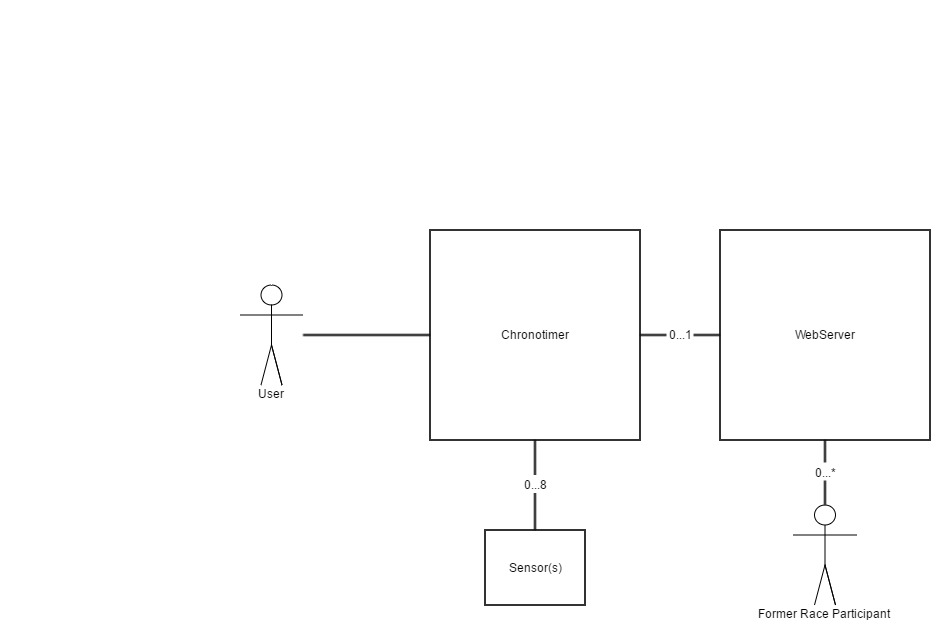 Chronotimer
0...1
WebServer
User
0...*
0...8
Sensor(s)
Former Race Participant